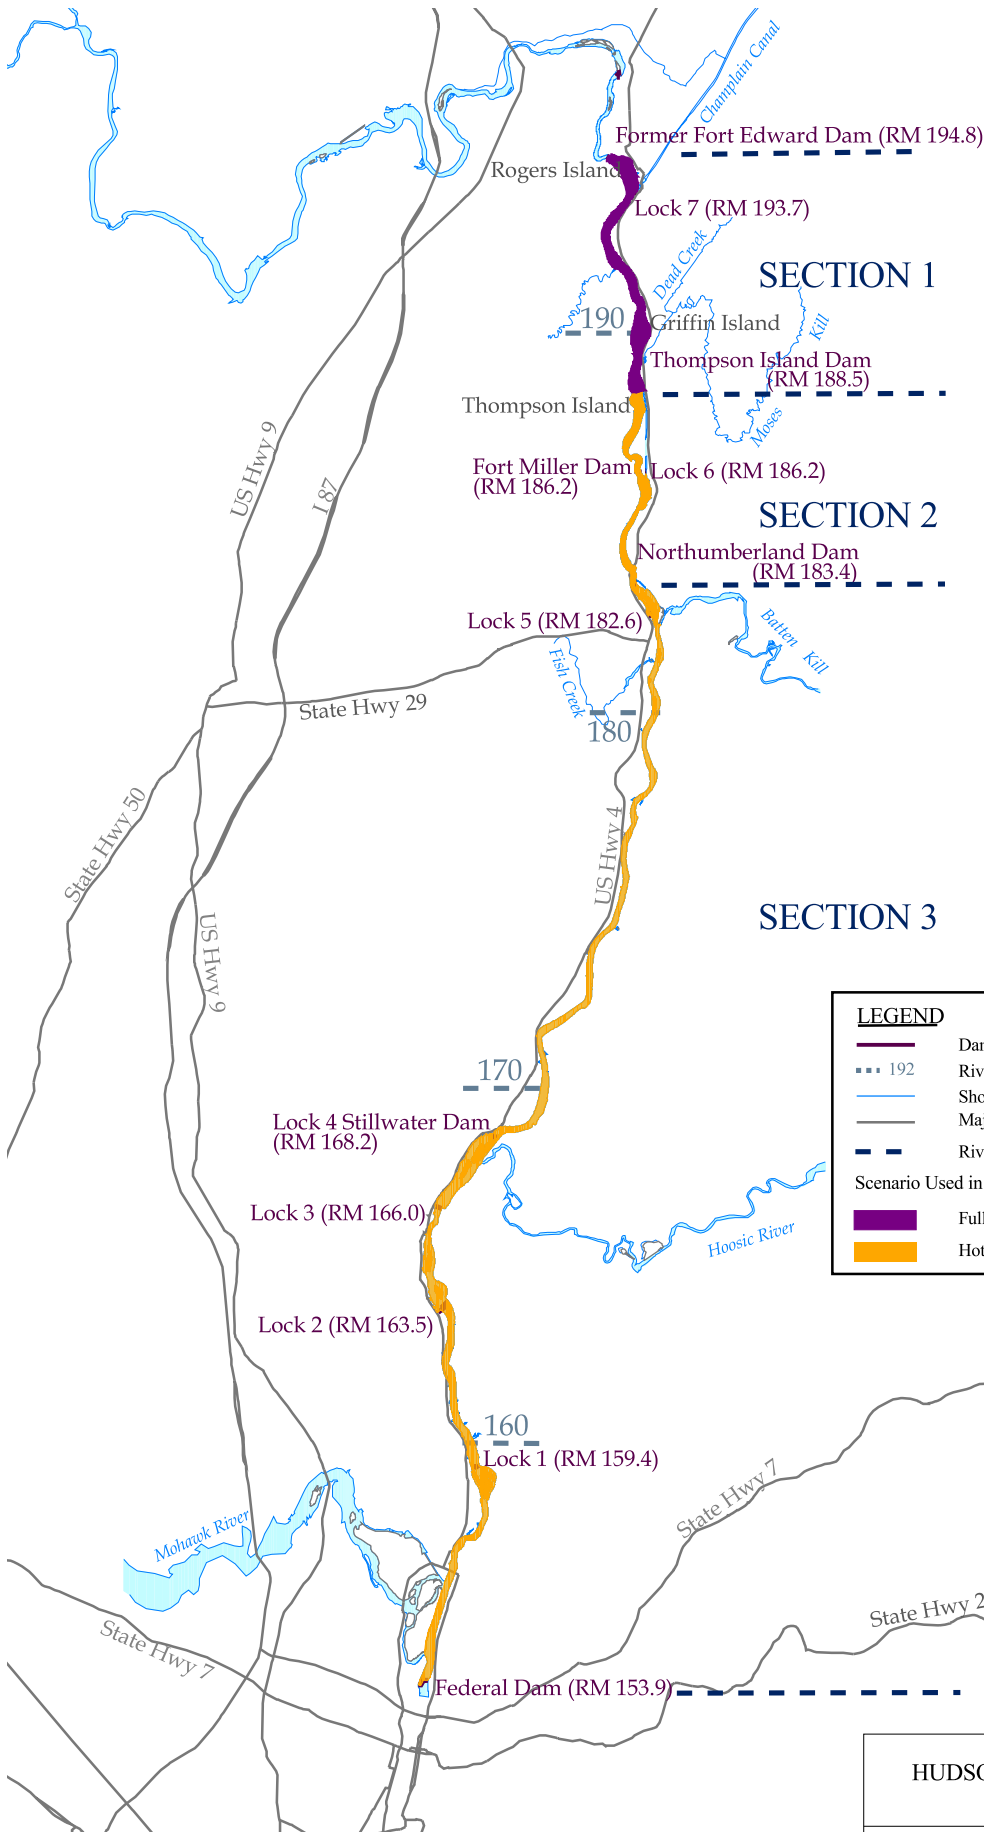 Champlain Canal
Former Fort Edward Dam (RM 194.8)
Rogers Island
Lock 7 (RM 193.7)
Dead Creek
SECTION 1
190
Griffin Island
Kill
Thompson Island Dam
(RM 188.5)
Thompson Island
Moses
US Hwy 9
I 87
Fort Miller Dam
(RM 186.2)
Lock 6 (RM 186.2)
SECTION 2
Northumberland Dam
(RM 183.4)
Lock 5 (RM 182.6)
Batten Kill
Fish Creek
State Hwy 29
180
State Hwy 50
US Hwy 4
US Hwy 9
SECTION 3
LEGEND
192
Scenario Used in
170
Lock 4 Stillwater Dam
(RM 168.2)
Lock 3 (RM 166.0)
Hoosic River
Lock 2 (RM 163.5)
160
Lock 1 (RM 159.4)
State Hwy 7
Mohawk River
State Hwy 2
State Hwy 7
Federal Dam (RM 153.9)